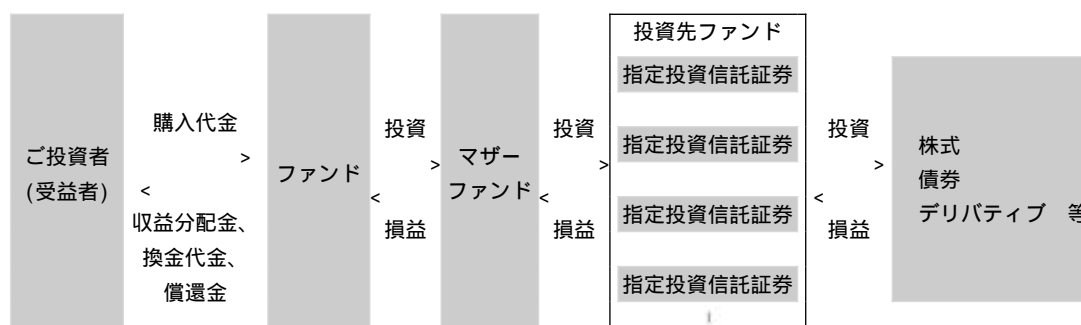 ご投資者
(受益者)
購入代金
>
<
収益分配金、
換金代金、
償還金
ファンド
投資
>
<
損益
マザー
ファンド
投資
>
<
損益
投資先ファンド
指定投資信託証券
指定投資信託証券
指定投資信託証券
指定投資信託証券
投資
>
<
損益
株式
債券
デリバティブ 等